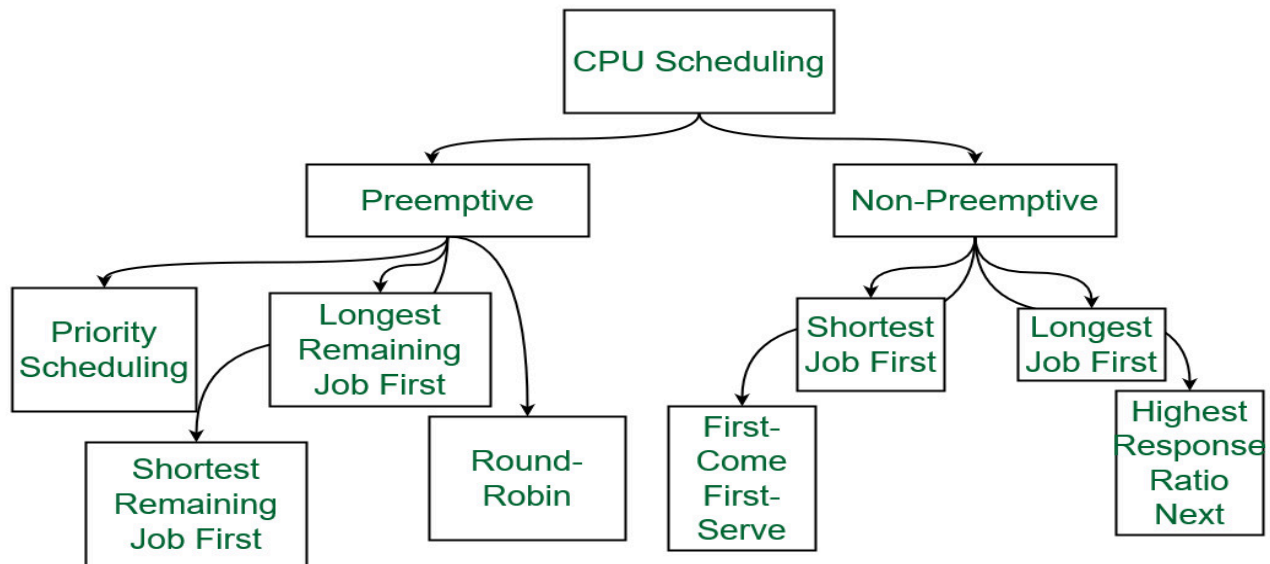 CPU Scheduling
Preemptive
Non-Preemptive
Priority
Scheduling
Longest
Remaining
Job First
Shortest
Job First
Longest
Job First
Shortest
Remaining
Job First
Round-
Robin
First-
Come
First-
Serve
Highest
Response
Ratio
Next